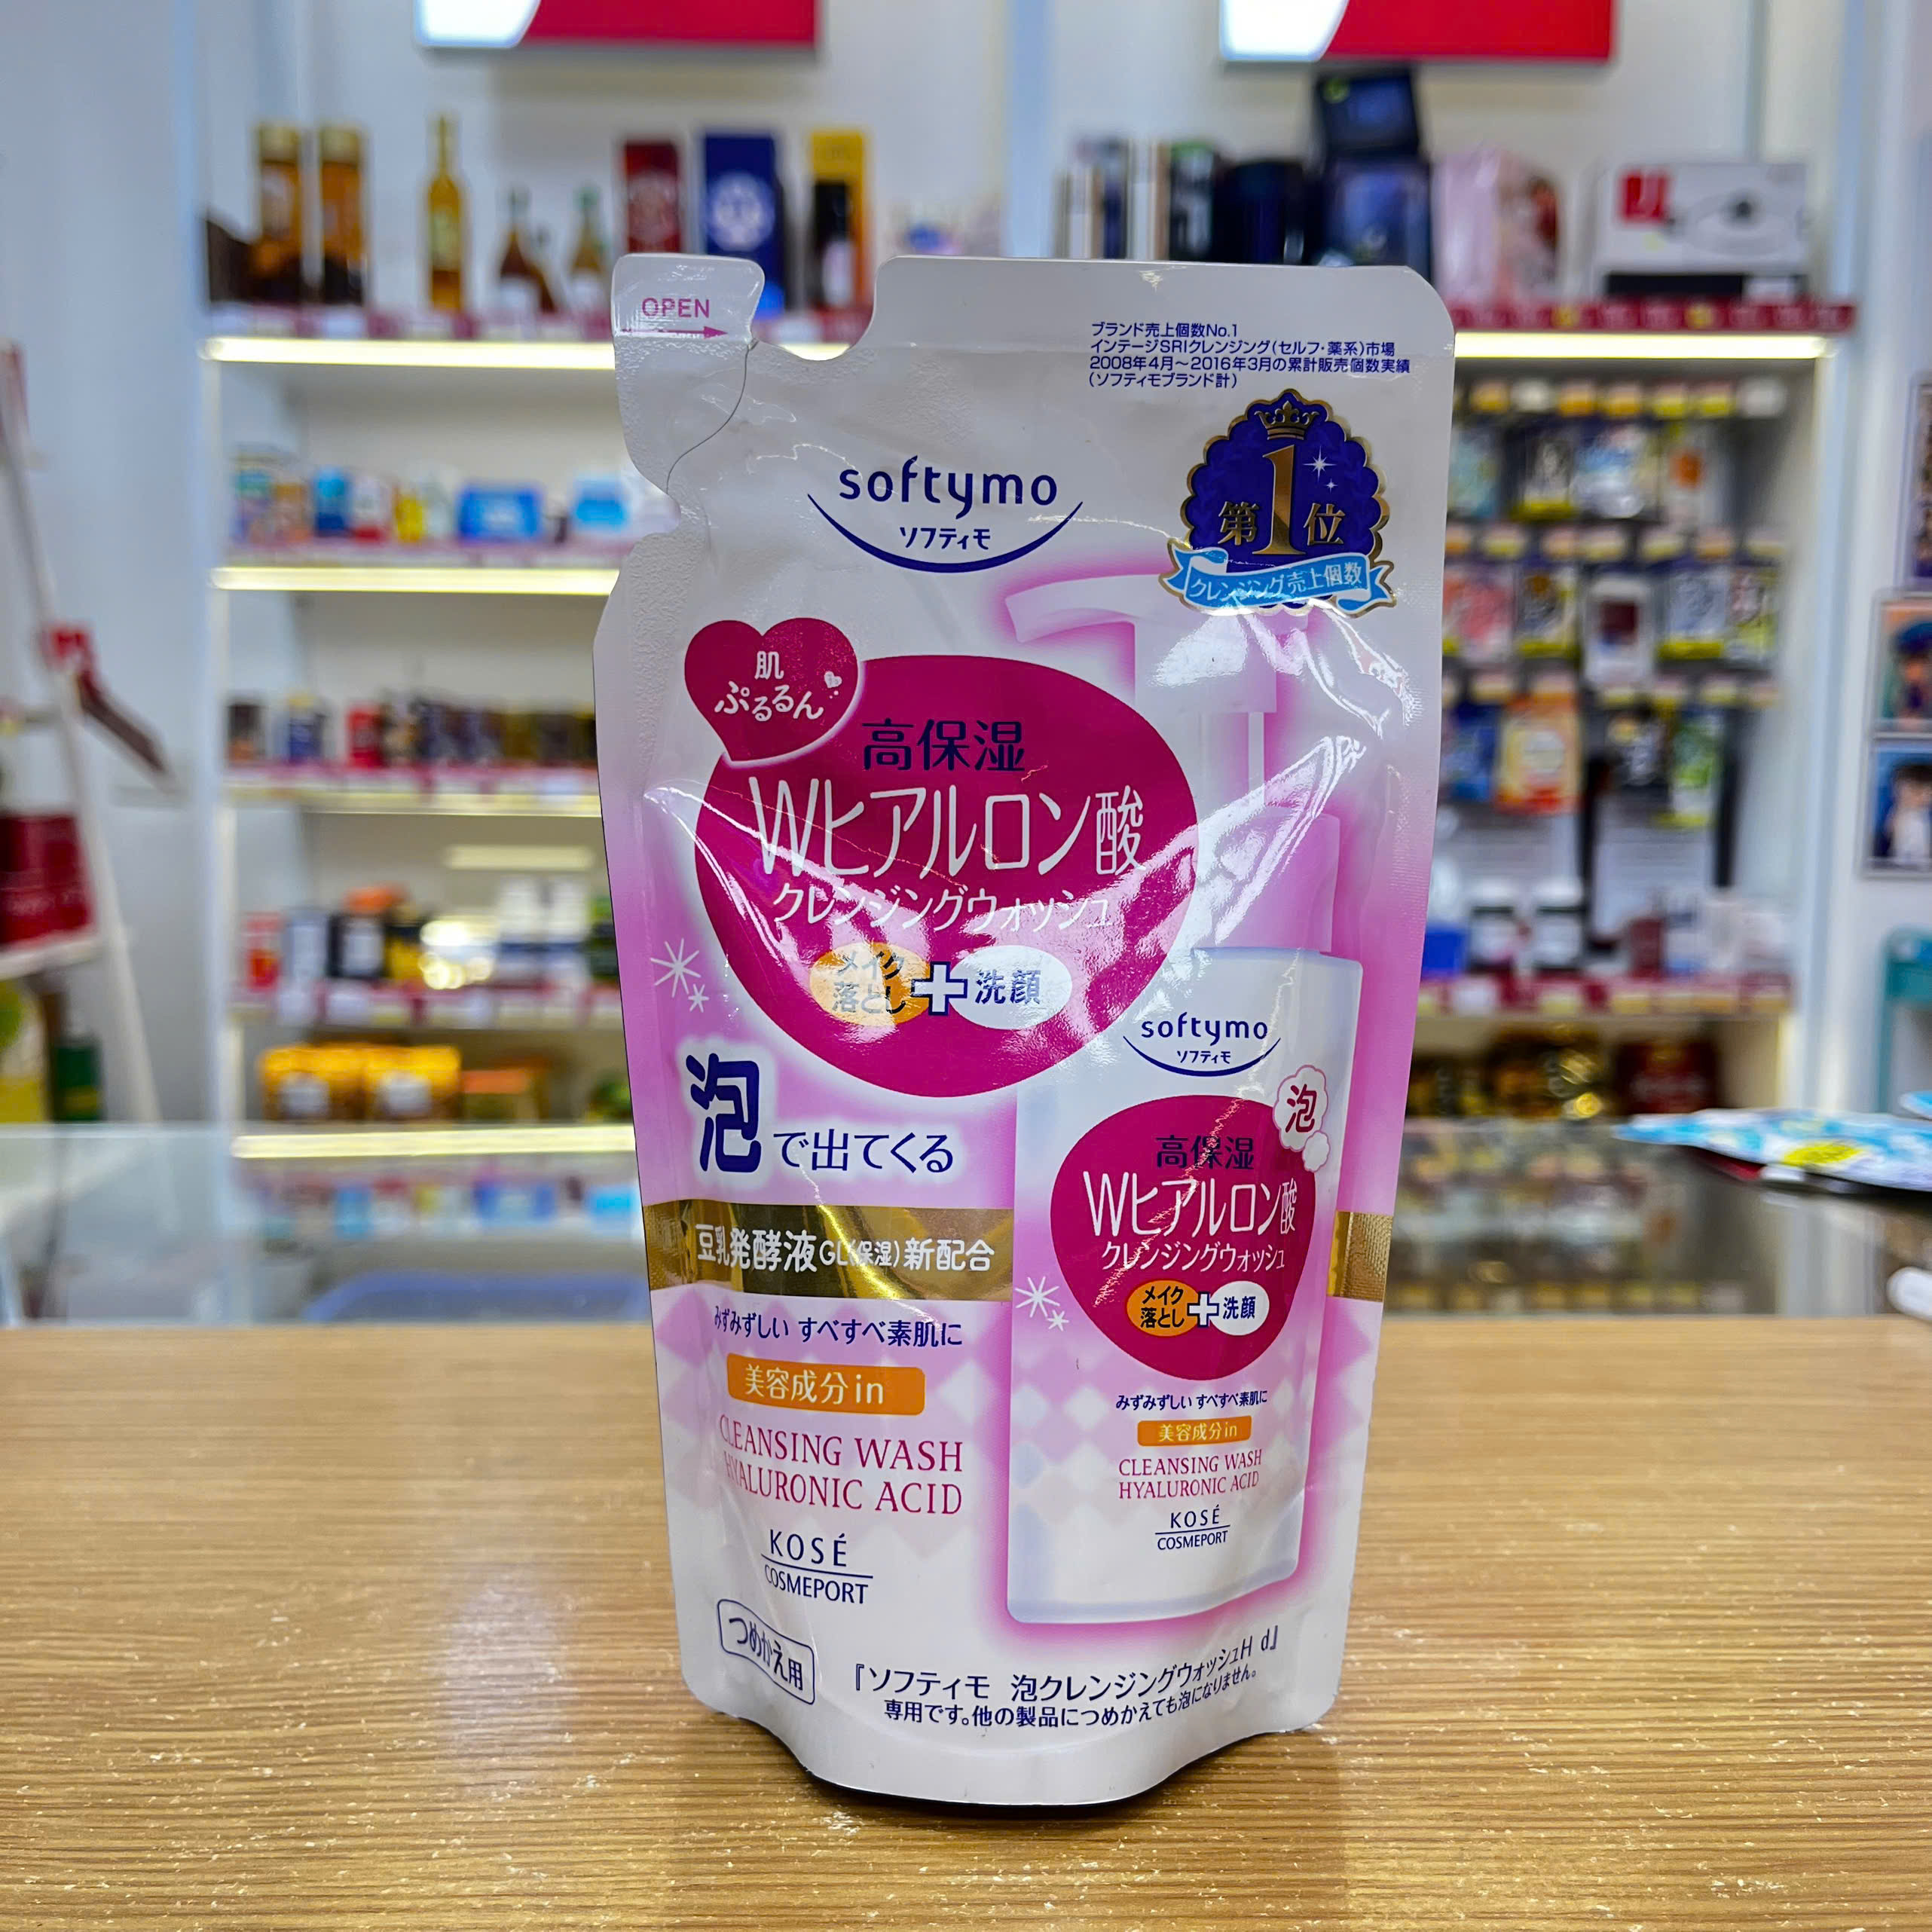 OPEN
ブランド売上個数No.1
インテージSRIクレンジング(セルフ・薬系)市場
2008年4月~2016年3月の累計販売個数実績
(ソフティモブランド計)
softymo
ソフティモ
第1位
クレンジング売上個数
肌
ぷるるん
高保湿
Wヒアルロン酸
クレンジングウォッシュ
メイク
落とし+洗顔
泡で出てくる
豆乳発酵液GL(保湿)新配合
みずみずしい すべすべ素肌に
美容成分in
CLEANSING WASH
HYALURONIC ACID
KOSÉ
COSMEPORT
つめかえ用
softymo
ソフティモ
泡
高保湿
Wヒアルロン酸
クレンジングウォッシュ
メイク
落とし+洗顔
みずみずしい すべすべ素肌に
美容成分in
CLEANSING WASH
HYALURONIC ACID
KOSÉ
COSMEPORT
『ソフティモ 泡クレンジングウォッシュH d』
専用です。他の製品につめかえても泡になりません。